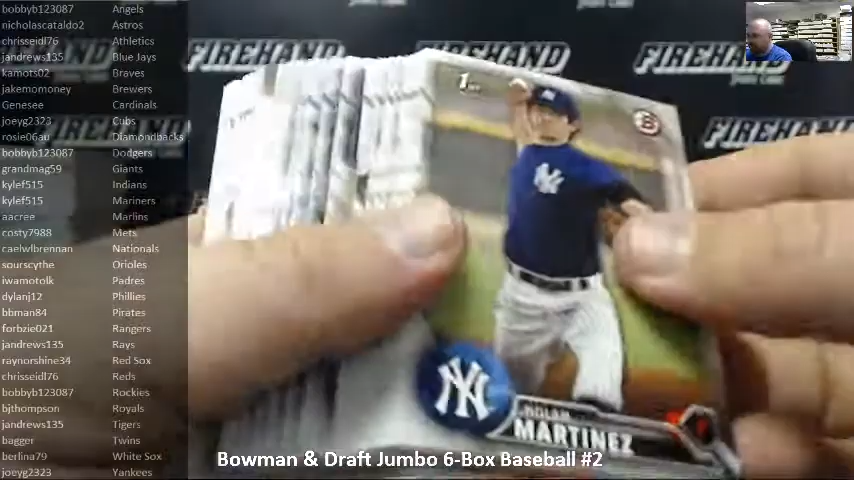 bobbyb123087 Angels
nicholascataldo2 Astros
chrisseidl76 Athletics
jandrews135 Blue Jays
kamots02 Braves
jakemomoney Brewers
Genesee Cardinals
joeyg2323 Cubs
rosie06au Diamondbacks
bobbyb123087 Dodgers
grandmag59 Giants
kylef515 Indians
kylef515 Mariners
aacree Marlins
costy7988 Mets
caelwlbrennan Nationals
sourscythe Orioles
iwamotolk Padres
dylanj12 Phillies
bbman84 Pirates
forbzie021 Rangers
jandrews135 Rays
raynorshine34 Red Sox
chrisseidl76 Reds
bobbyb123087 Rockies
bjthompson Royals
jandrews135 Tigers
bagger Twins
berlina79 White Sox
joeyg2323 Yankees
FIREHAND FIREHAND FIREHAND
FIREHAND
FIREHAND
1st
B
NY
NY
NY
NOLAN
MARTINEZ
Bowman & Draft Jumbo 6-Box Baseball #2